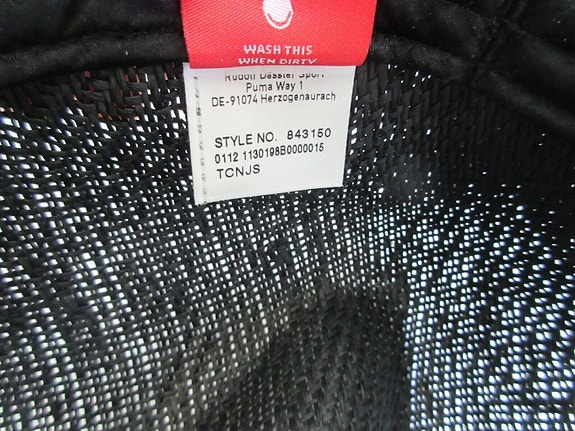 WASH THIS
WHEN DIRTY
Rudolf Dassler Sport
Puma Way 1
DE-91074 Herzogenaurach
STYLE NO. 843150
0112 1130198B0000015
TCNJS